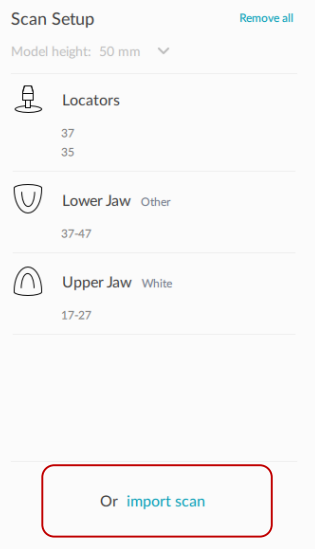 Scan Setup Remove all
Model height: 50 mm
Locators
37
35
Lower Jaw Other
37-47
Upper Jaw White
17-27
Or import scan